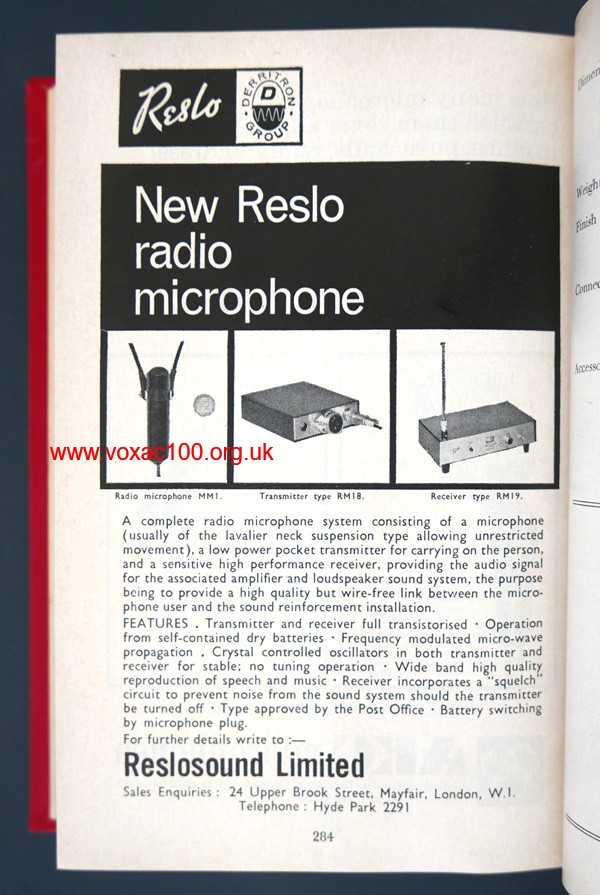 Reslo
DERRITRON
D
GROUP
New Reslo
radio
microphone
www.voxac100.org.uk
Radio microphone MM1.
Transmitter type RM18.
Receiver type RM19.
A complete radio microphone system consisting of a microphone
(usually of the lavalier neck suspension type allowing unrestricted
movement), a low power pocket transmitter for carrying on the person,
and a sensitive high performance receiver, providing the audio signal
for the associated amplifier and loudspeaker sound system, the purpose
being to provide a high quality but wire-free link between the micro-
phone user and the sound reinforcement installation.
FEATURES . Transmitter and receiver full transistorised · Operation
from self-contained dry batteries · Frequency modulated micro-wave
propagation . Crystal controlled oscillators in both transmitter and
receiver for stable; no tuning operation · Wide band high quality
reproduction of speech and music · Receiver incorporates a "squelch"
circuit to prevent noise from the sound system should the transmitter
be turned off · Type approved by the Post Office · Battery switching
by microphone plug.
For further details write to :—
Reslosound Limited
Sales Enquiries : 24 Upper Brook Street, Mayfair, London, W.I.
Telephone : Hyde Park 2291
284
Finish